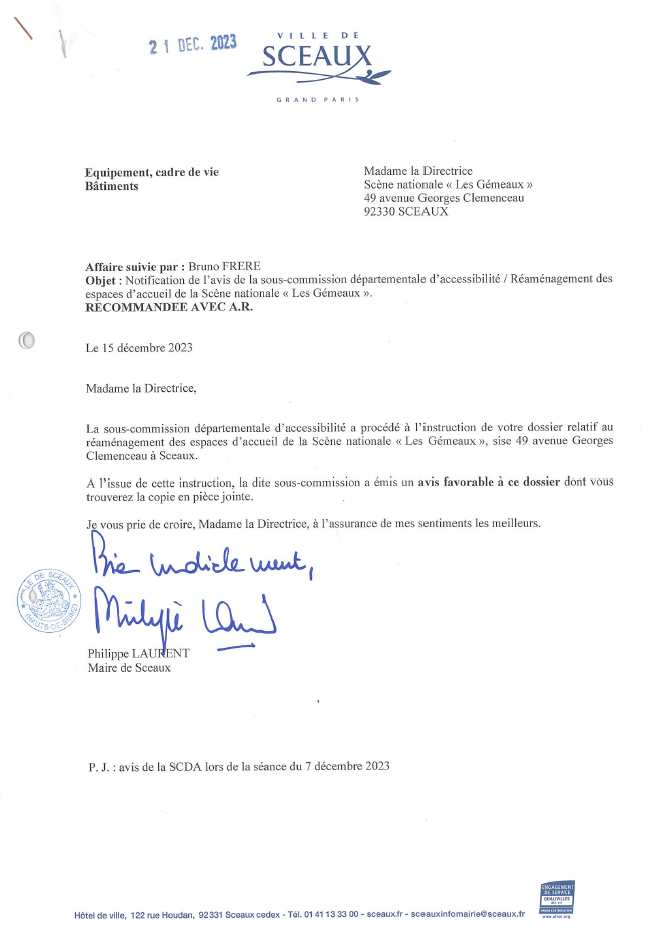 21 DEC. 2023
VILLE DE
SCEAUX
GRAND PARIS
Equipement, cadre de vie
Bâtiments
Madame la Directrice
Scène nationale « Les Gémeaux »
49 avenue Georges Clemenceau
92330 SCEAUX
Affaire suivie par : Bruno FRERE
Objet : Notification de l'avis de la sous-commission départementale d'accessibilité / Réaménagement des
espaces d'accueil de la Scène nationale « Les Gémeaux ».
RECOMMANDEE AVEC A.R.
Le 15 décembre 2023
Madame la Directrice,
La sous-commission départementale d'accessibilité a procédé à l'instruction de votre dossier relatif au
réaménagement des espaces d'accueil de la Scène nationale « Les Gémeaux », sise 49 avenue Georges
Clemenceau à Sceaux.
A l'issue de cette instruction, la dite sous-commission a émis un avis favorable à ce dossier dont vous
trouverez la copie en pièce jointe.
Je vous prie de croire, Madame la Directrice, à l'assurance de mes sentiments les meilleurs.
Bien cordialement,
VILLE DE SCEAUX
(HAUTS-DE-SEINE)
Philippe LAURENT
Maire de Sceaux
P. J. : avis de la SCDA lors de la séance du 7 décembre 2023
ENGAGEMENT
DE SERVICE
QUALIVILLES
Hôtel de ville, 122 rue Houdan, 92331 Sceaux cedex - Tél. 01 41 13 33 00 - sceaux.fr - sceauxinfomairie@sceaux.fr